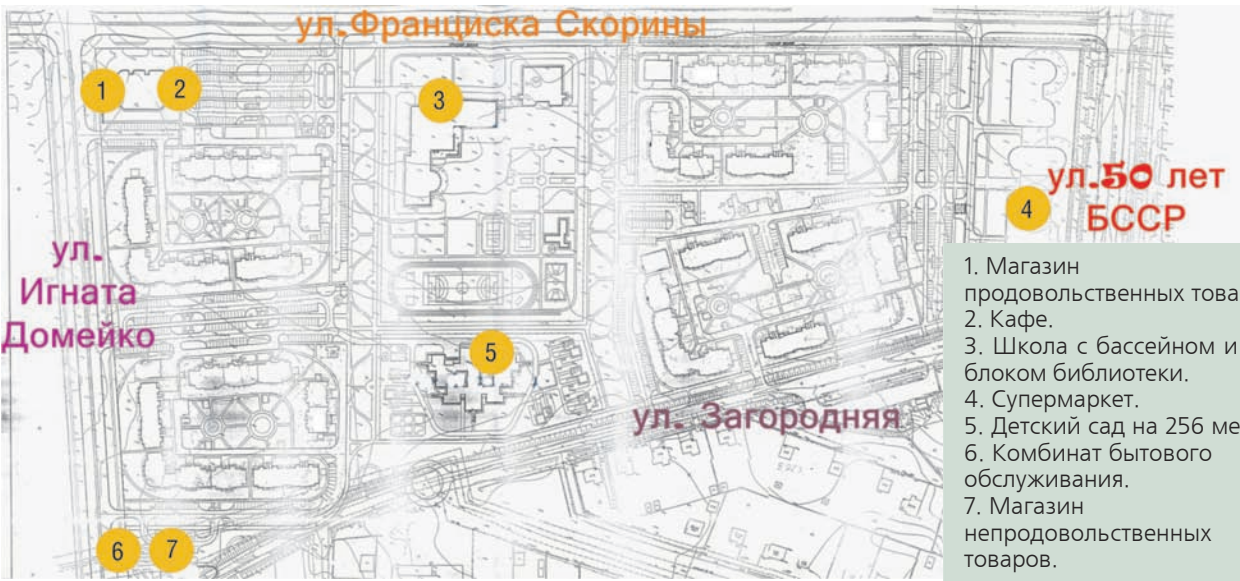 ул.Франциска Скорины
1
2
3
ул.50 лет
БССР
4
ул.
Игната
Домейко
5
ул. Загородняя
6
7
1. Магазин
продовольственных това
2. Кафе.
3. Школа с бассейном и
блоком библиотеки.
4. Супермаркет.
5. Детский сад на 256 ме
6. Комбинат бытового
обслуживания.
7. Магазин
непродовольственных
товаров.